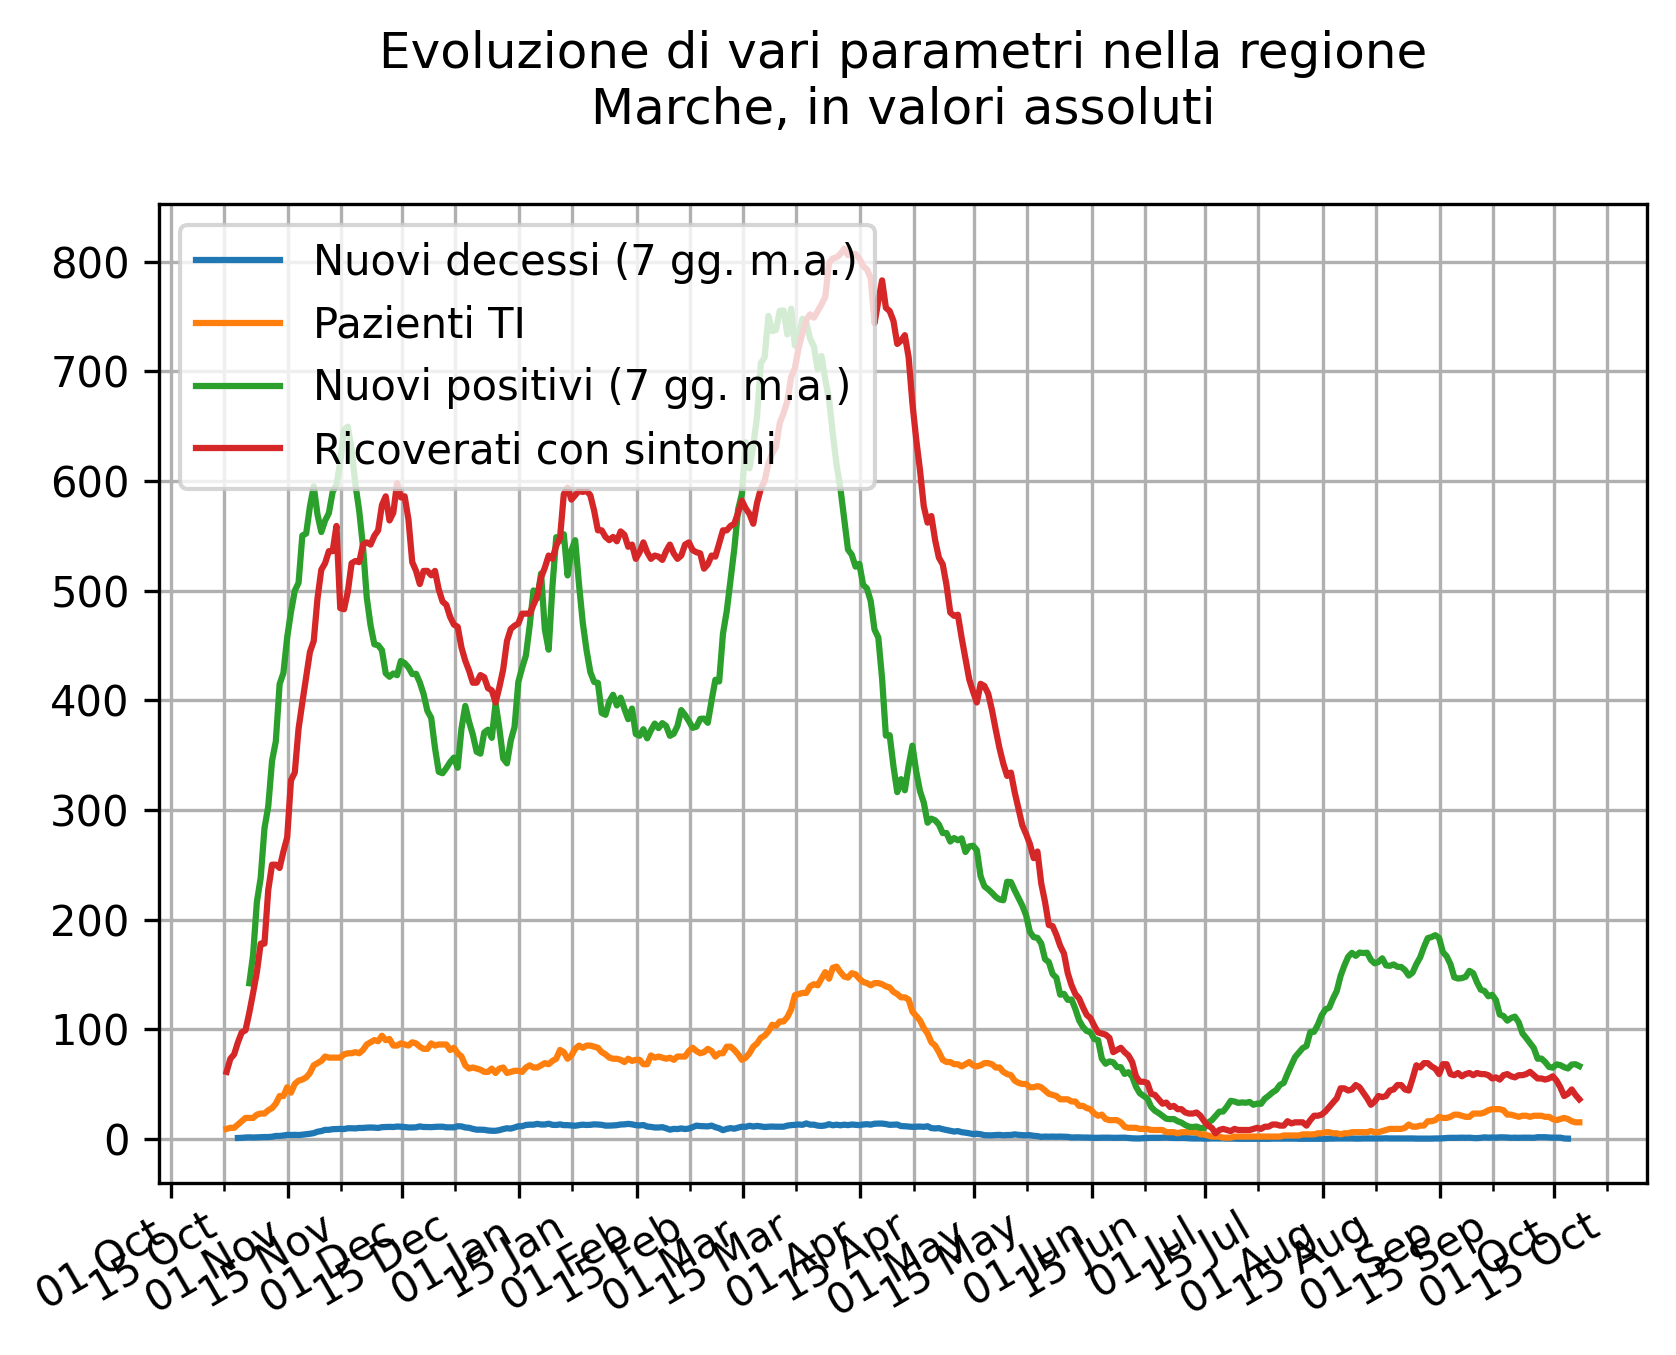 Evoluzione di vari parametri nella regione
Marche, in valori assoluti
Nuovi decessi (7 gg. m.a.)
Pazienti TI
Nuovi positivi (7 gg. m.a.)
Ricoverati con sintomi
800
700
600
500
400
300
200
100
0
01 Oct
15 Oct
01 Nov
15 Nov
01 Dec
15 Dec
01 Jan
15 Jan
01 Feb
15 Feb
01 Mar
15 Mar
01 Apr
15 Apr
01 May
15 May
01 Jun
15 Jun
01 Jul
15 Jul
01 Aug
15 Aug
01 Sep
15 Sep
01 Oct
15 Oct